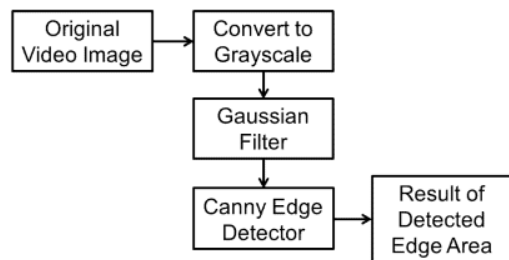 Original
Video Image
Convert to
Grayscale
Gaussian
Filter
Canny Edge
Detector
Result of
Detected
Edge Area